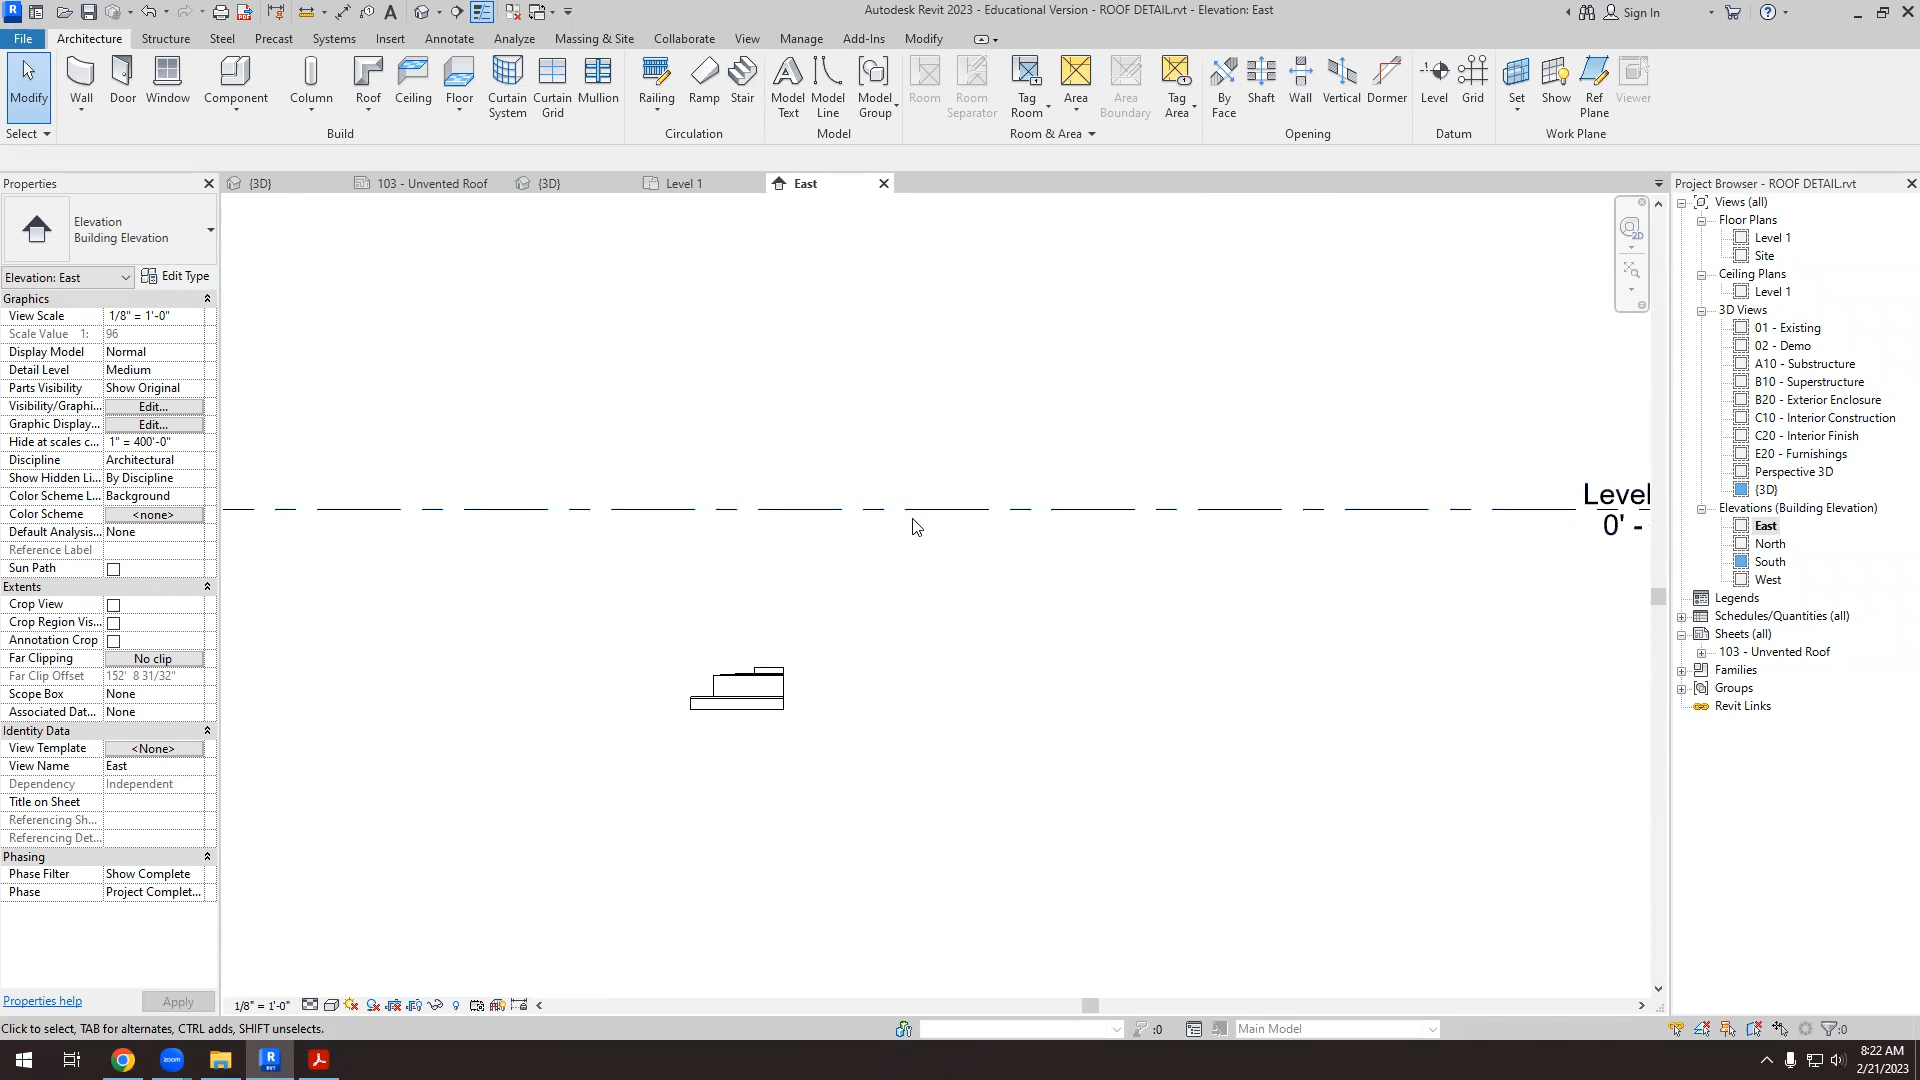 Autodesk Revit 2023 - Educational Version - ROOF DETAIL.rvt - Elevation: East
Sign In
File Architecture Structure Steel Precast Systems Insert Annotate Analyze Massing & Site Collaborate View Manage Add-Ins Modify
Modify Wall Door Window Component Column Roof Ceiling Floor Curtain System Curtain Grid Mullion Railing Ramp Stair Model Text Model Line Model Group Room Room Separator Tag Room Area Area Boundary Tag Area By Face Shaft Wall Vertical Dormer Level Grid Set Show Ref Plane Viewer
Select Build Circulation Model Room & Area Opening Datum Work Plane
Properties
{3D} 103 - Unvented Roof {3D} Level 1 East
Project Browser - ROOF DETAIL.rvt
Elevation
Building Elevation
Elevation: East Edit Type
Graphics
View Scale 1/8" = 1'-0"
Scale Value 1: 96
Display Model Normal
Detail Level Medium
Parts Visibility Show Original
Visibility/Graphi... Edit...
Graphic Display... Edit...
Hide at scales c... 1" = 400'-0"
Discipline Architectural
Show Hidden Li... By Discipline
Color Scheme L... Background
Color Scheme <none>
Default Analysis... None
Reference Label
Sun Path
Extents
Crop View
Crop Region Vis...
Annotation Crop
Far Clipping No clip
Far Clip Offset 152' 8 31/32"
Scope Box None
Associated Dat... None
Identity Data
View Template <None>
View Name East
Dependency Independent
Title on Sheet
Referencing Sh...
Referencing Det...
Phasing
Phase Filter Show Complete
Phase Project Complet...
Properties help Apply
Level
0' -
2D
Views (all)
Floor Plans
Level 1
Site
Ceiling Plans
Level 1
3D Views
01 - Existing
02 - Demo
A10 - Substructure
B10 - Superstructure
B20 - Exterior Enclosure
C10 - Interior Construction
C20 - Interior Finish
E20 - Furnishings
Perspective 3D
{3D}
Elevations (Building Elevation)
East
North
South
West
Legends
Schedules/Quantities (all)
Sheets (all)
103 - Unvented Roof
Families
Groups
Revit Links
1/8" = 1'-0"
Click to select, TAB for alternates, CTRL adds, SHIFT unselects.
:0
Main Model
:0
zoom
R
RVT
8:22 AM
2/21/2023